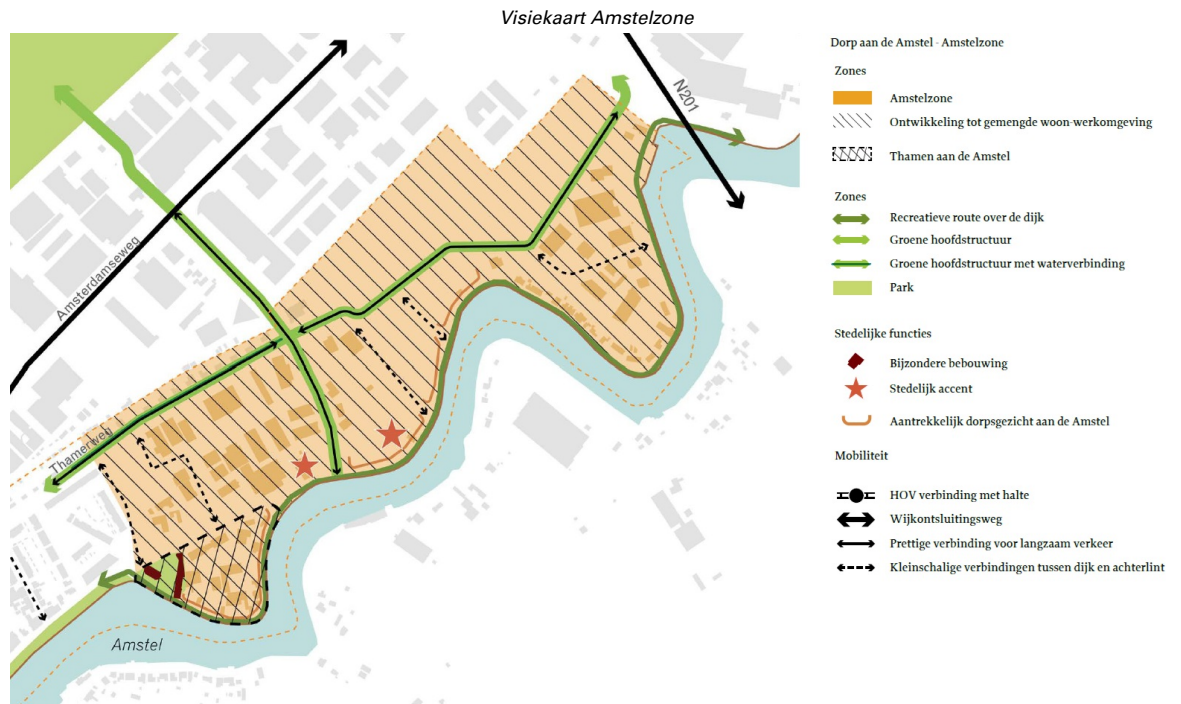 Visiekaart Amstelzone
N201
Amsterdamseweg
Thamerweg
Amstel
Dorp aan de Amstel - Amstelzone
Zones
Amstelzone
Ontwikkeling tot gemengde woon-werkomgeving
Thamen aan de Amstel
Zones
Recreatieve route over de dijk
Groene hoofdstructuur
Groene hoofdstructuur met waterverbinding
Park
Stedelijke functies
Bijzondere bebouwing
Stedelijk accent
Aantrekkelijk dorpsgezicht aan de Amstel
Mobiliteit
HOV verbinding met halte
Wijkontsluitingsweg
Prettige verbinding voor langzaam verkeer
Kleinschalige verbindingen tussen dijk en achterlint